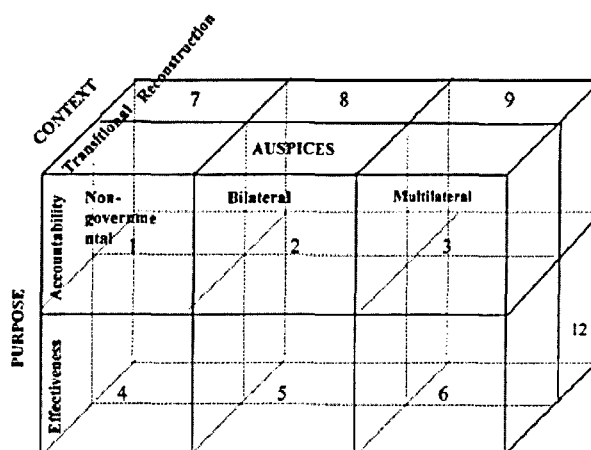 CONTEXT
Transitional Reconstruction
7
8
9
AUSPICES
PURPOSE
Accountability
Non-
governme
ntal
Bilateral
Multilateral
1
2
3
12
Effectiveness
4
5
6